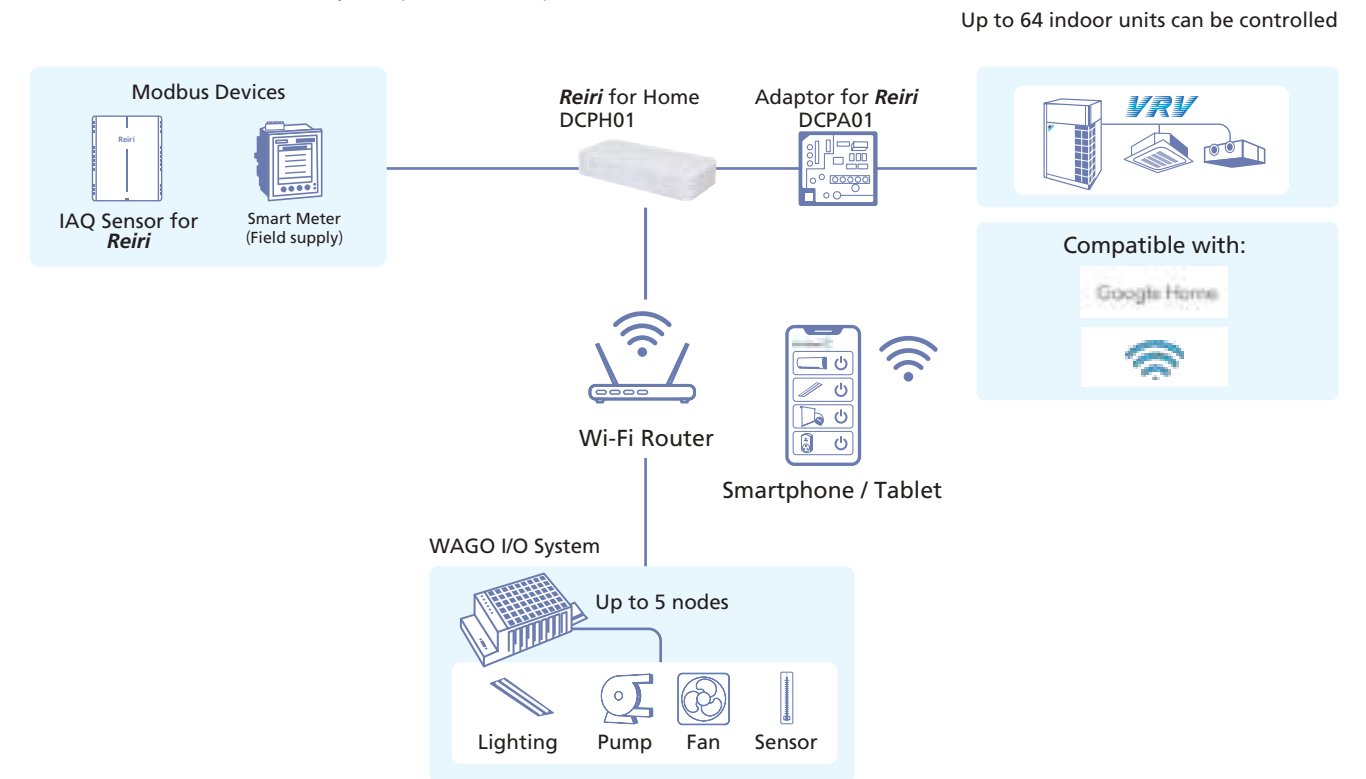 Up to 64 indoor units can be controlled
Modbus Devices
Reiri
IAQ Sensor for
Reiri
Smart Meter
(Field supply)
Reiri for Home
DCPH01
Adaptor for Reiri
DCPA01
VRV
Compatible with:
Google Home
Wi-Fi Router
Smartphone / Tablet
WAGO I/O System
Up to 5 nodes
Lighting
Pump
Fan
Sensor